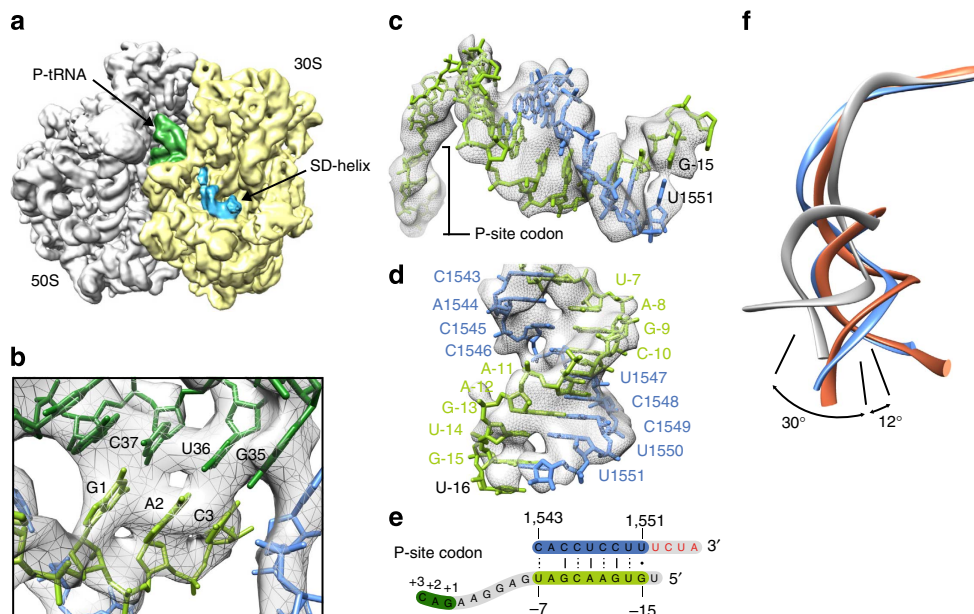 a
P-tRNA
30S
SD-helix
50S
b
C37
U36
G35
G1
A2
C3
c
G-15
U1551
P-site codon
d
C1543
U-7
A1544
A-8
C1545
G-9
C1546
C-10
A-11
U1547
A-12
C1548
G-13
C1549
U-14
U1550
G-15
U1551
U-16
e
1,543
1,551
CACCUCCUUUCUA 3′
P-site codon
+3 +2 +1
CAGAAGGAGUAGCAAGUGU 5′
–7
–15
f
30°
12°